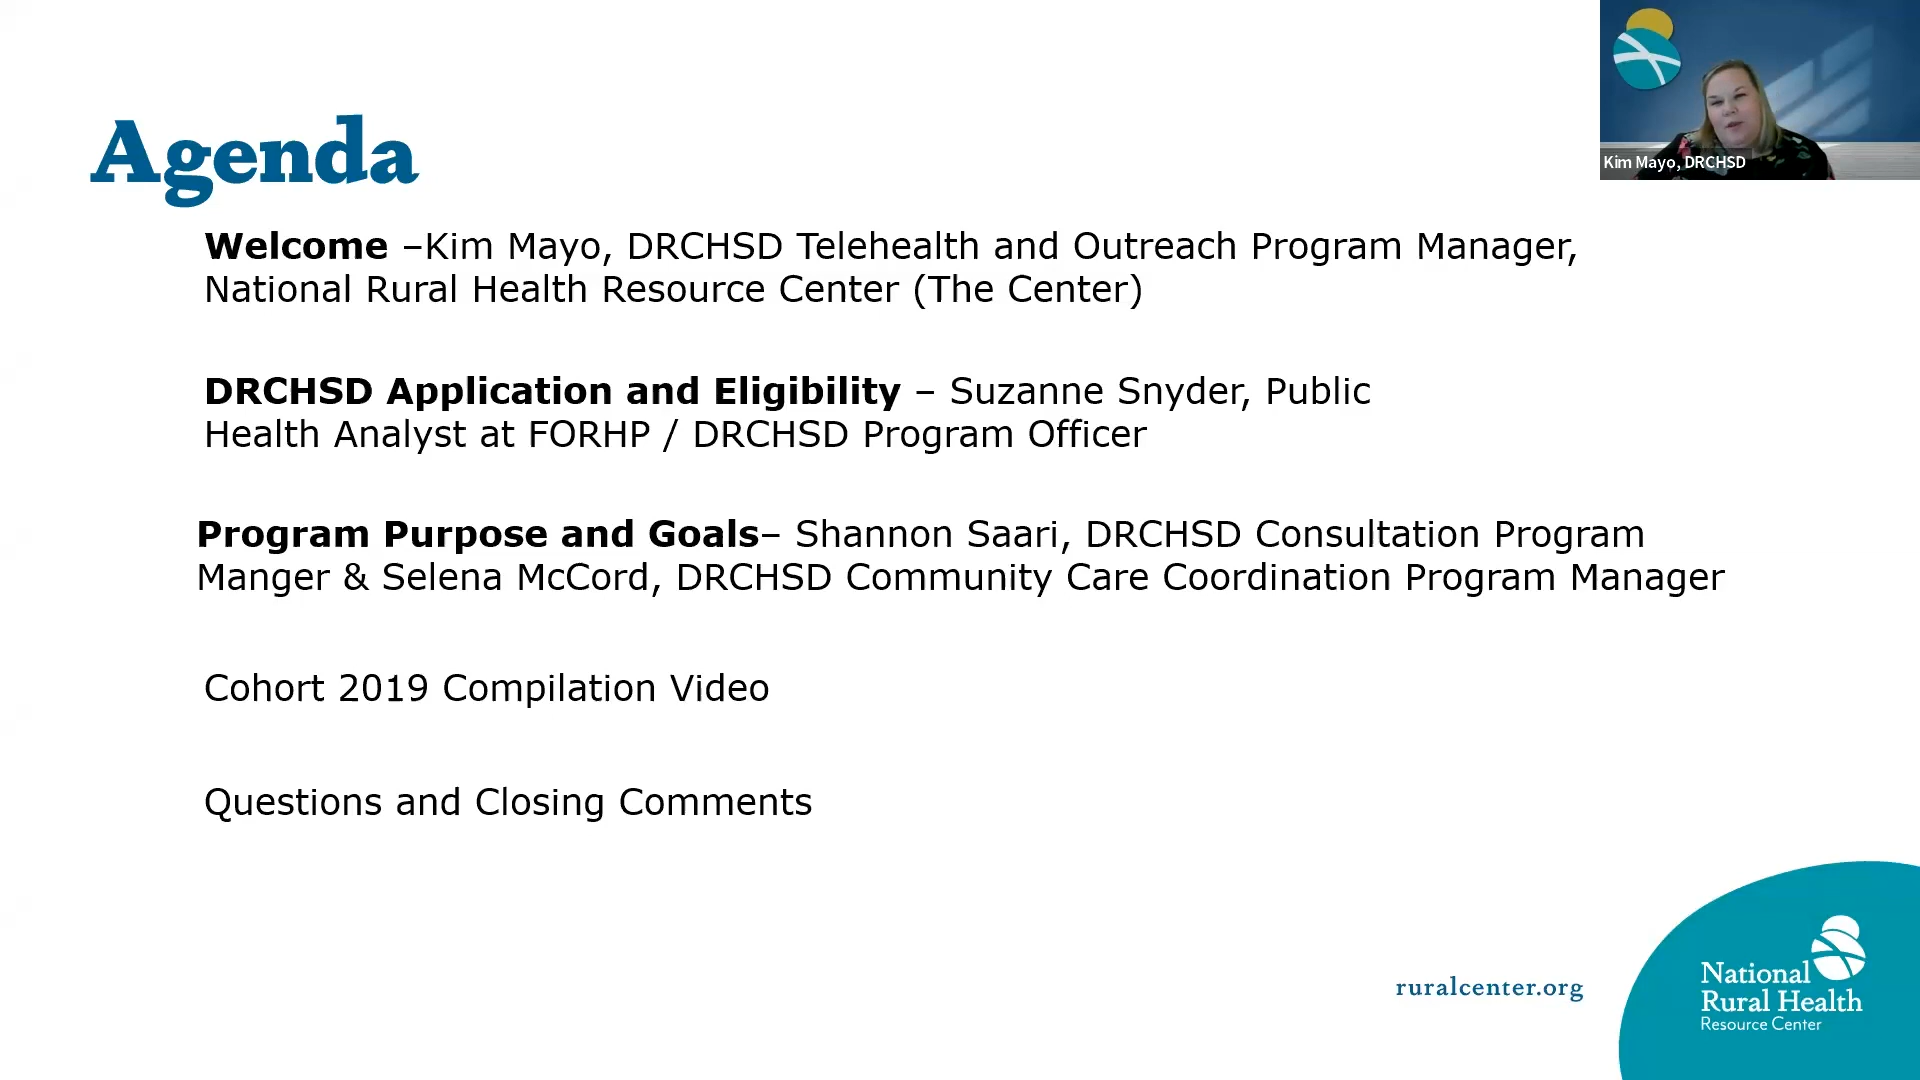 Agenda
Kim Mayo, DRCHSD
Welcome –Kim Mayo, DRCHSD Telehealth and Outreach Program Manager,
National Rural Health Resource Center (The Center)
DRCHSD Application and Eligibility – Suzanne Snyder, Public
Health Analyst at FORHP / DRCHSD Program Officer
Program Purpose and Goals– Shannon Saari, DRCHSD Consultation Program
Manger & Selena McCord, DRCHSD Community Care Coordination Program Manager
Cohort 2019 Compilation Video
Questions and Closing Comments
ruralcenter.org
National
Rural Health
Resource Center